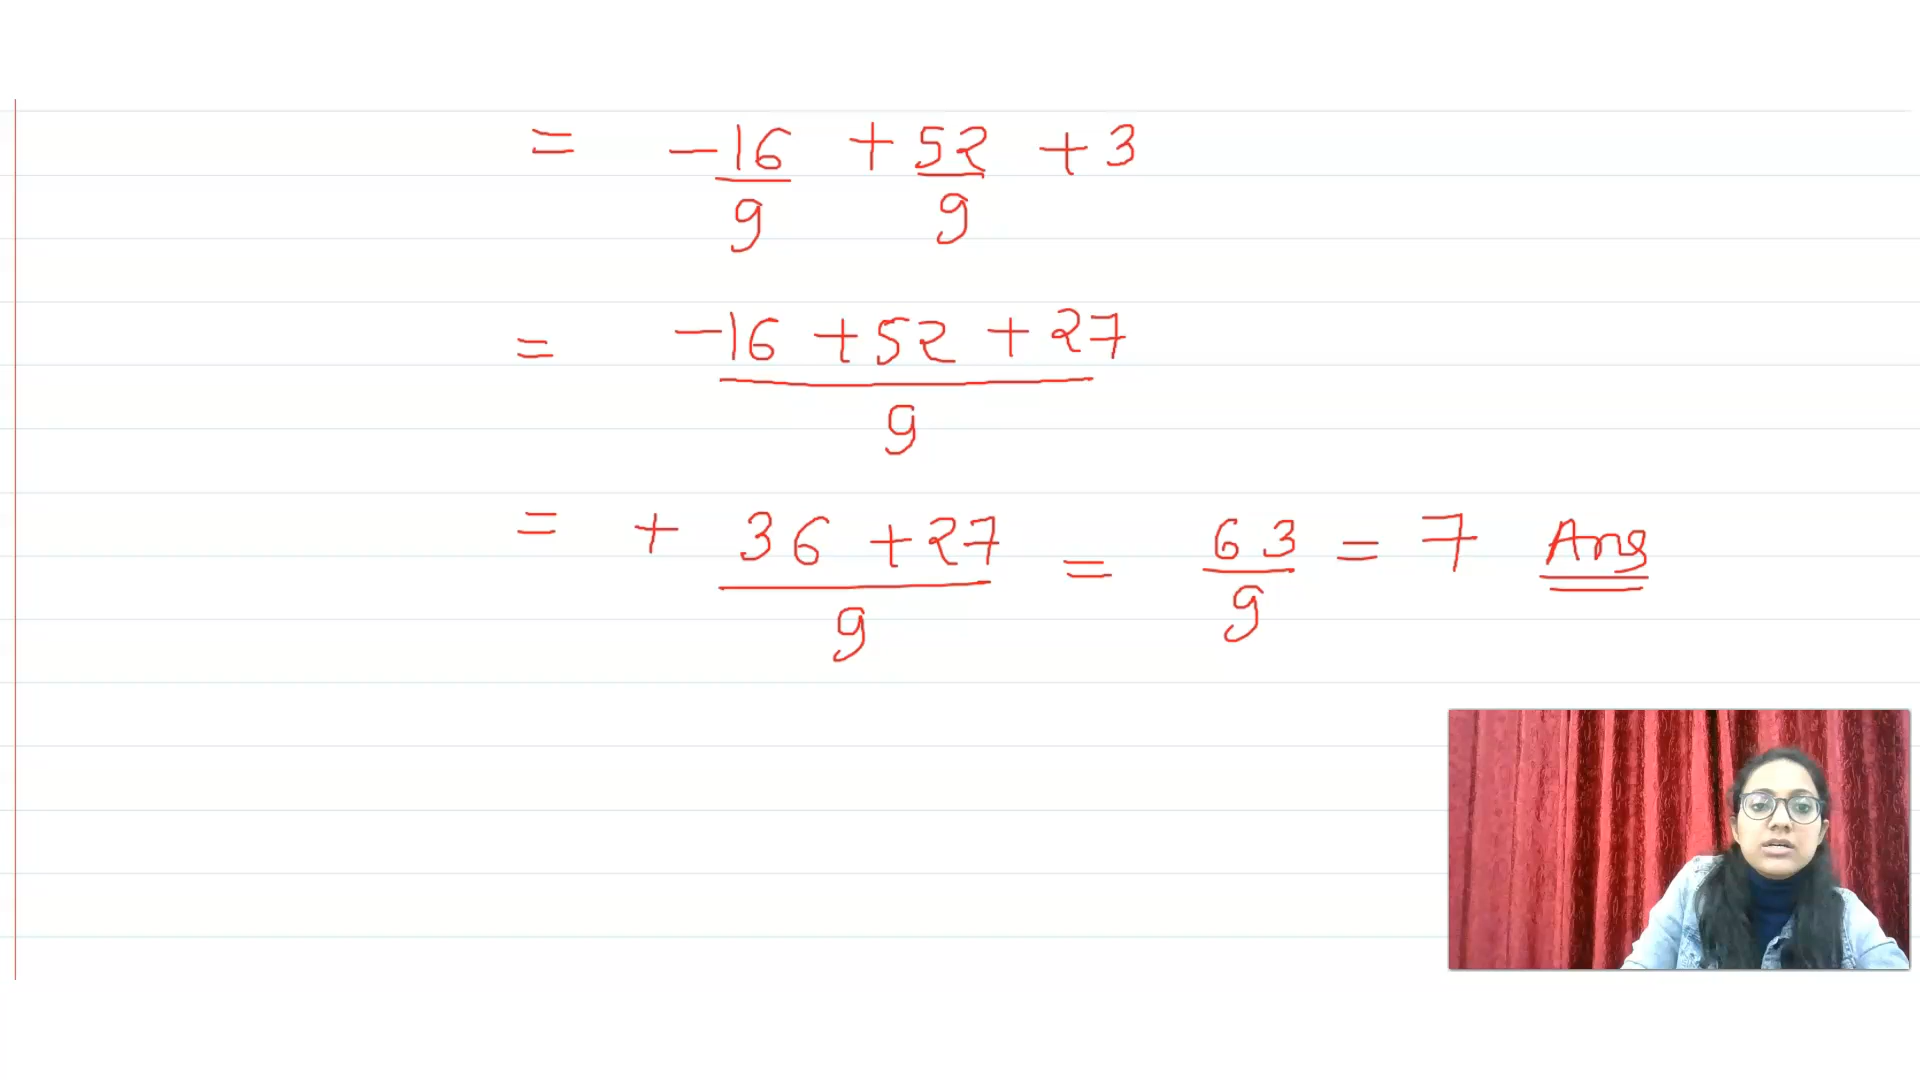 = -16/9 + 52/9 + 3
= -16 + 52 + 27 / 9
= + 36 + 27 / 9 = 63/9 = 7 Ans